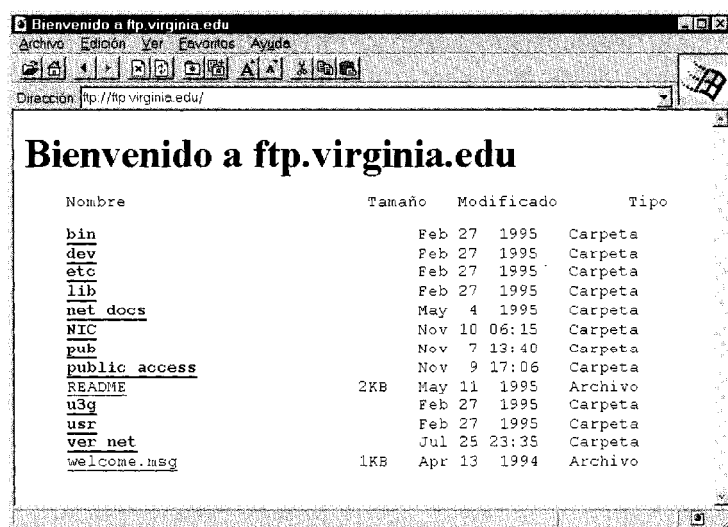 Bienvenido a ftp.virginia.edu
Archivo Edición Ver Favoritos Ayuda
Dirección ftp://ftp.virginia.edu/
Bienvenido a ftp.virginia.edu
Nombre Tamaño Modificado Tipo
bin Feb 27 1995 Carpeta
dev Feb 27 1995 Carpeta
etc Feb 27 1995 Carpeta
lib Feb 27 1995 Carpeta
net docs May 4 1995 Carpeta
NIC Nov 10 06:15 Carpeta
pub Nov 7 13:40 Carpeta
public access Nov 9 17:06 Carpeta
README 2KB May 11 1995 Archivo
u3g Feb 27 1995 Carpeta
usr Feb 27 1995 Carpeta
ver net Jul 25 23:35 Carpeta
welcome.msg 1KB Apr 13 1994 Archivo